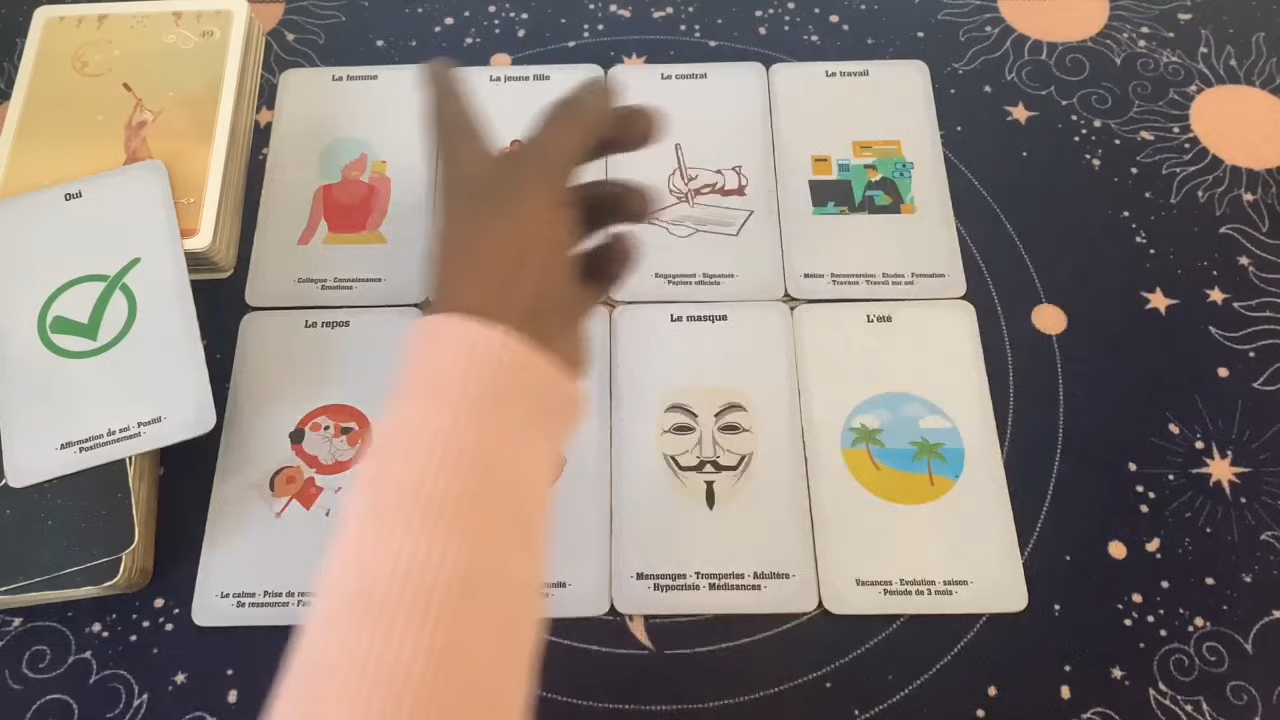 49
Oui
- Affirmation de soi - Positif -
- Positionnement -
La femme
- Collègue - Connaissance -
- Emotions -
La jeune fille
Le contrat
- Engagement - Signature -
- Papiers officiels -
Le travail
- Métier - Reconversion - Etudes - Formation -
- Travaux - Travail sur soi -
Le repos
- Le calme - Prise de
- Se ressourcer -
Le masque
- Mensonges - Tromperies - Adultère -
- Hypocrisie - Médisances -
L'été
Vacances - Evolution - saison -
- Période de 3 mois -